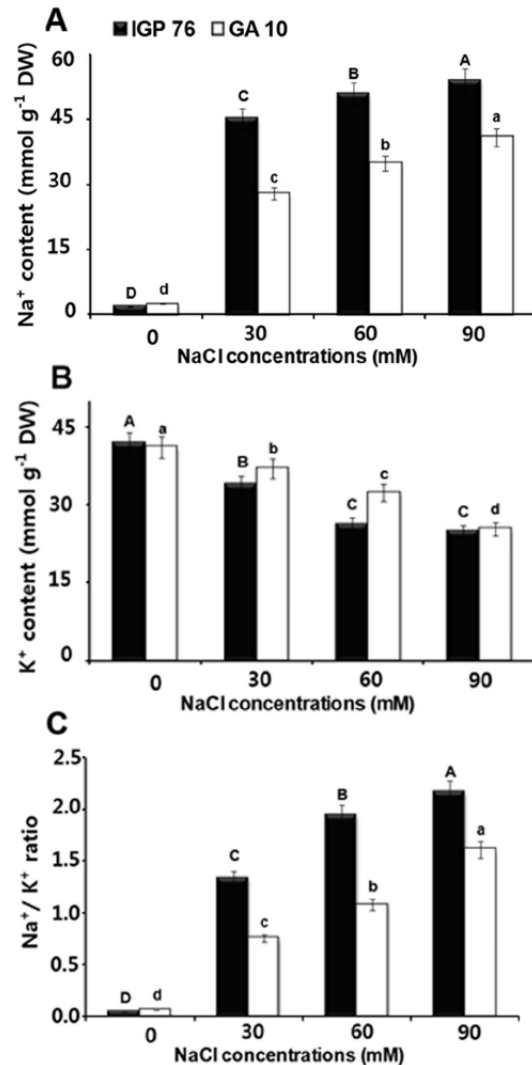 A
IGP 76 GA 10
Na⁺ content (mmol g⁻¹ DW)
60
45
30
15
0
D d C c B b A a
0 30 60 90
NaCl concentrations (mM)
B
K⁺ content (mmol g⁻¹ DW)
45
30
15
0
A a B b C c C d
0 30 60 90
NaCl concentrations (mM)
C
Na⁺/ K⁺ ratio
2.5
2.0
1.5
1.0
0.5
0.0
D d C c B b A a
0 30 60 90
NaCl concentrations (mM)